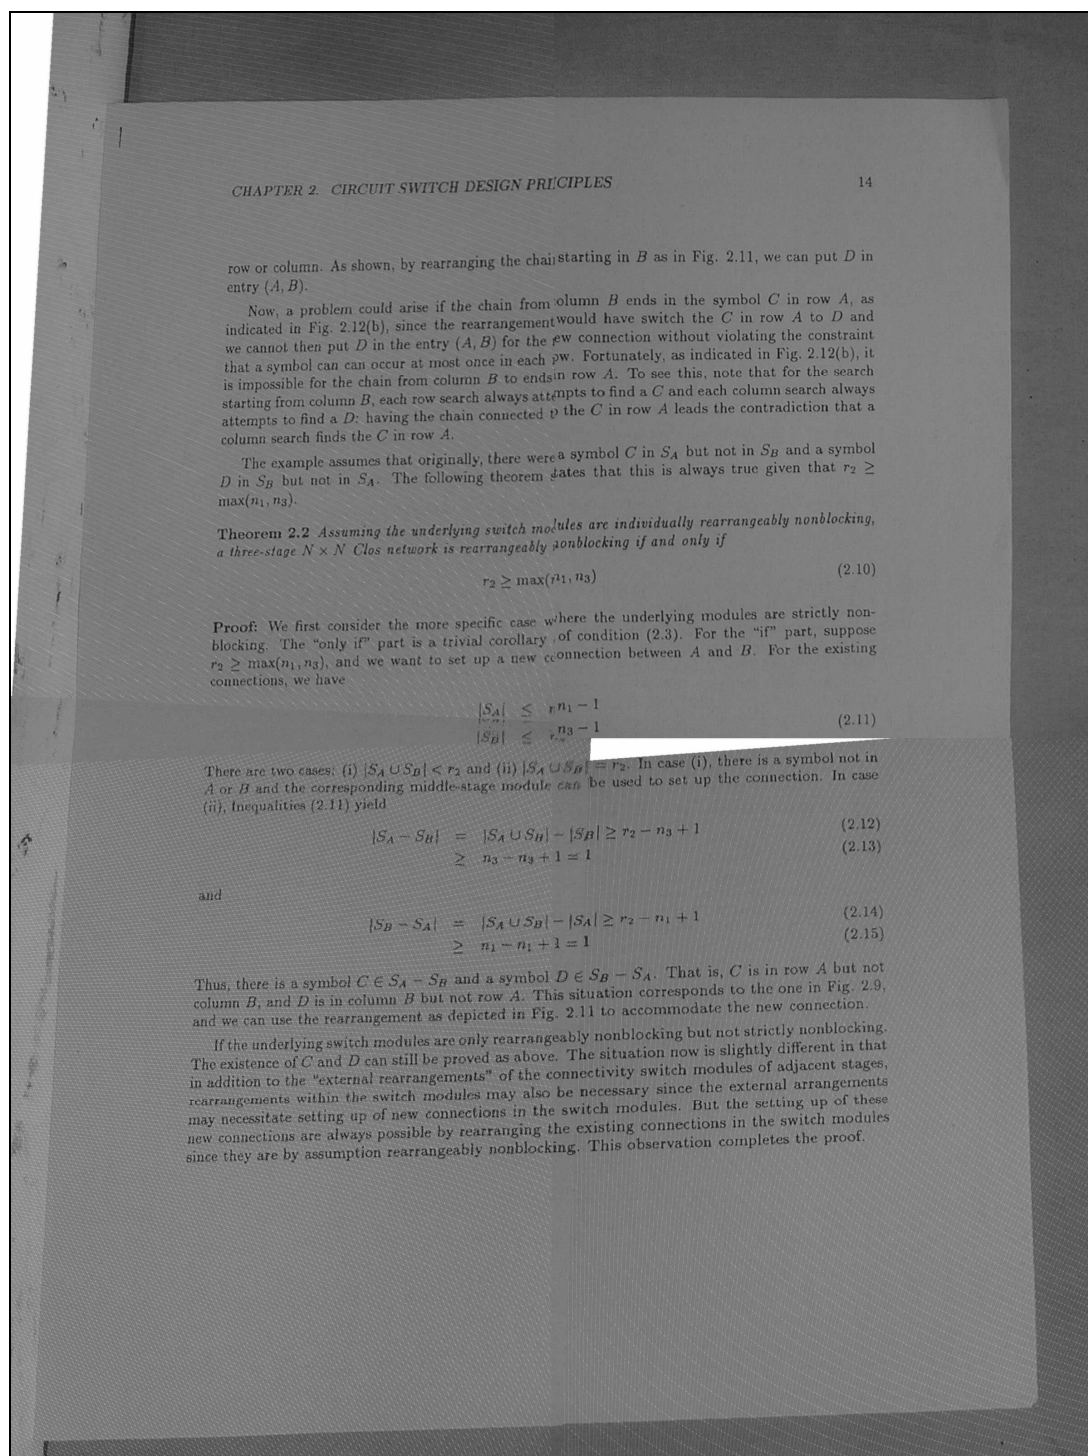 CHAPTER 2. CIRCUIT SWITCH DESIGN PRICIPLES 14
row or column. As shown, by rearranging the chai starting in B as in Fig. 2.11, we can put D in
entry (A, B).
Now, a problem could arise if the chain from olumn B ends in the symbol C in row A, as
indicated in Fig. 2.12(b), since the rearrangement would have switch the C in row A to D and
we cannot then put D in the entry (A, B) for the ew connection without violating the constraint
that a symbol can can occur at most once in each ow. Fortunately, as indicated in Fig. 2.12(b), it
is impossible for the chain from column B to ends in row A. To see this, note that for the search
starting from column B, each row search always attempts to find a C and each column search always
attempts to find a D; having the chain connected to the C in row A leads the contradiction that a
column search finds the C in row A.
The example assumes that originally, there were a symbol C in S_A but not in S_B and a symbol
D in S_B but not in S_A. The following theorem states that this is always true given that r_2 ≥
max(n_1, n_3).
Theorem 2.2 Assuming the underlying switch modules are individually rearrangeably nonblocking,
a three-stage N × N Clos network is rearrangeably nonblocking if and only if
r_2 ≥ max(n_1, n_3) (2.10)
Proof: We first consider the more specific case where the underlying modules are strictly non-
blocking. The "only if" part is a trivial corollary of condition (2.3). For the "if" part, suppose
r_2 ≥ max(n_1, n_3), and we want to set up a new connection between A and B. For the existing
connections, we have
|S_A| ≤ n_1 − 1
|S_B| ≤ n_3 − 1 (2.11)
There are two cases: (i) |S_A ∪ S_B| < r_2 and (ii) |S_A ∪ S_B| = r_2. In case (i), there is a symbol not in
A or B and the corresponding middle-stage module can be used to set up the connection. In case
(ii), Inequalities (2.11) yield
|S_A − S_B| = |S_A ∪ S_B| − |S_B| ≥ r_2 − n_3 + 1 (2.12)
≥ n_3 − n_3 + 1 = 1 (2.13)
and
|S_B − S_A| = |S_A ∪ S_B| − |S_A| ≥ r_2 − n_1 + 1 (2.14)
≥ n_1 − n_1 + 1 = 1 (2.15)
Thus, there is a symbol C ∈ S_A − S_B and a symbol D ∈ S_B − S_A. That is, C is in row A but not
column B, and D is in column B but not row A. This situation corresponds to the one in Fig. 2.9,
and we can use the rearrangement as depicted in Fig. 2.11 to accommodate the new connection.
If the underlying switch modules are only rearrangeably nonblocking but not strictly nonblocking.
The existence of C and D can still be proved as above. The situation now is slightly different in that
in addition to the "external rearrangements" of the connectivity switch modules of adjacent stages,
rearrangements within the switch modules may also be necessary since the external arrangements
may necessitate setting up of new connections in the switch modules. But the setting up of these
new connections are always possible by rearranging the existing connections in the switch modules
since they are by assumption rearrangeably nonblocking. This observation completes the proof.